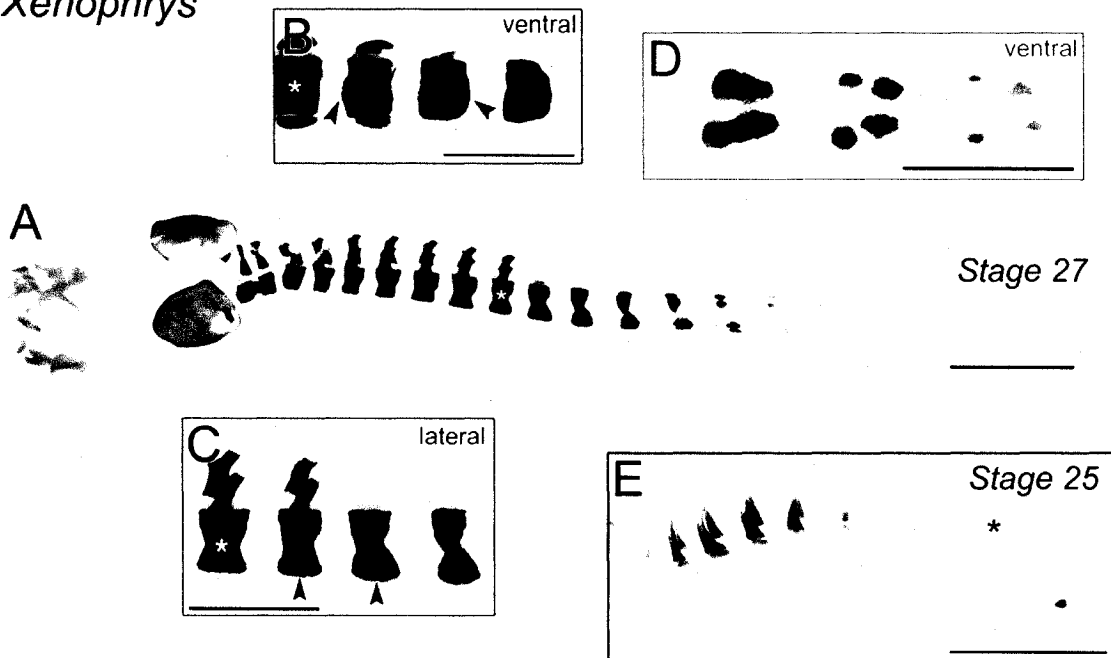 Xenophrys
B
ventral
*
D
ventral
A
Stage 27
*
C
lateral
*
E
Stage 25
*